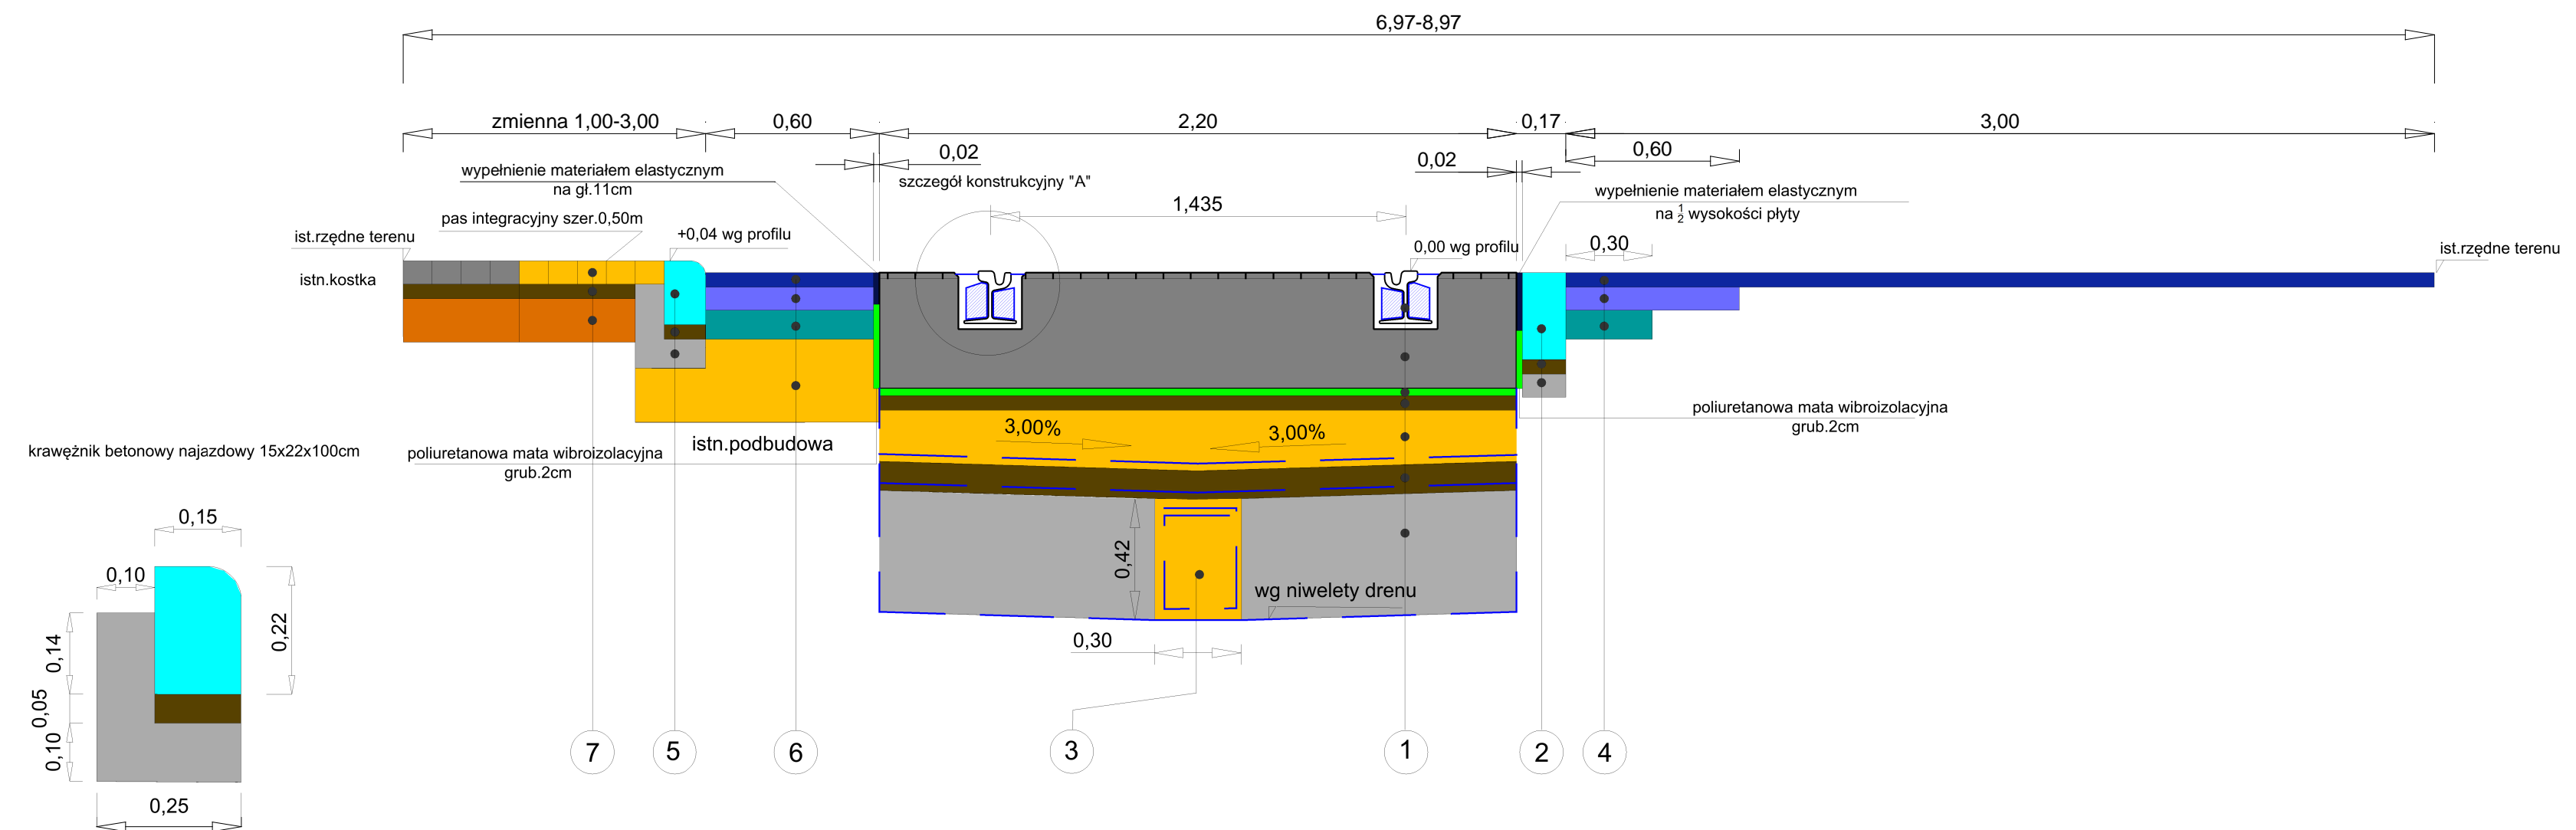 6,97-8,97
zmienna 1,00-3,00
0,60
2,20
0,17
3,00
0,02
0,02
0,60
wypełnienie materiałem elastycznym
na gł.11cm
szczegół konstrukcyjny "A"
wypełnienie materiałem elastycznym
na 1/2 wysokości płyty
pas integracyjny szer.0,50m
1,435
ist.rzędne terenu
+0,04 wg profilu
0,00 wg profilu
0,30
ist.rzędne terenu
istn.kostka
poliuretanowa mata wibroizolacyjna
grub.2cm
3,00%
3,00%
istn.podbudowa
krawężnik betonowy najazdowy 15x22x100cm
poliuretanowa mata wibroizolacyjna
grub.2cm
0,15
0,10
0,22
0,14
0,05
0,10
0,25
0,42
wg niwelety drenu
0,30
7
5
6
3
1
2
4